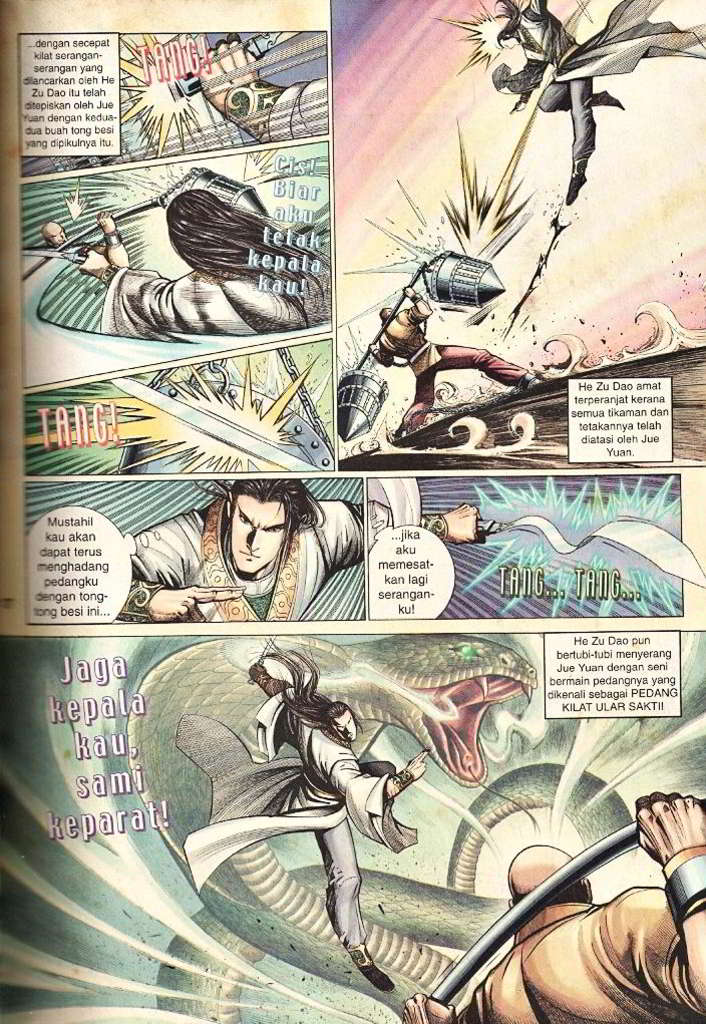 ...dengan secepat
kilat serangan-
serangan yang
dilancarkan oleh He
Zu Dao itu telah
ditepiskan oleh Jue
Yuan dengan kedua-
dua buah tong besi
yang dipikulnya itu.
TANG!
Cis!
Biar
aku
tetak
kepala
kau!
TANG!
He Zu Dao amat
terperanjat kerana
semua tikaman dan
tetakannya telah
diatasi oleh Jue
Yuan.
Mustahil
kau akan
dapat terus
menghadang
pedangku
dengan tong-
tong besi ini...
...jika
aku
memesat-
kan lagi
serangan-
ku!
TANG... TANG...
He Zu Dao pun
bertubi-tubi menyerang
Jue Yuan dengan seni
bermain pedangnya yang
dikenali sebagai PEDANG
KILAT ULAR SAKTI!
Jaga
kepala
kau,
sami
keparat!